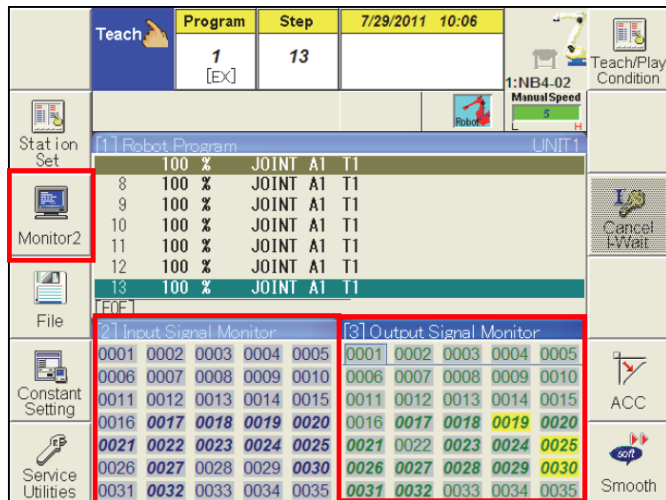 Teach
Program
Step
7/29/2011 10:06
1
[EX]
13
1:NB4-02
Teach/Play
Condition
Manual Speed
5
L H
Robot
Station
Set
[1] Robot Program UNIT1
100 % JOINT A1 T1
8 100 % JOINT A1 T1
9 100 % JOINT A1 T1
10 100 % JOINT A1 T1
11 100 % JOINT A1 T1
12 100 % JOINT A1 T1
13 100 % JOINT A1 T1
[EOF]
Monitor2
Cancel
I-Wait
File
[2] Input Signal Monitor
0001 0002 0003 0004 0005
0006 0007 0008 0009 0010
0011 0012 0013 0014 0015
0016 0017 0018 0019 0020
0021 0022 0023 0024 0025
0026 0027 0028 0029 0030
0031 0032 0033 0034 0035
[3] Output Signal Monitor
0001 0002 0003 0004 0005
0006 0007 0008 0009 0010
0011 0012 0013 0014 0015
0016 0017 0018 0019 0020
0021 0022 0023 0024 0025
0026 0027 0028 0029 0030
0031 0032 0033 0034 0035
Constant
Setting
ACC
Service
Utilities
soft
Smooth